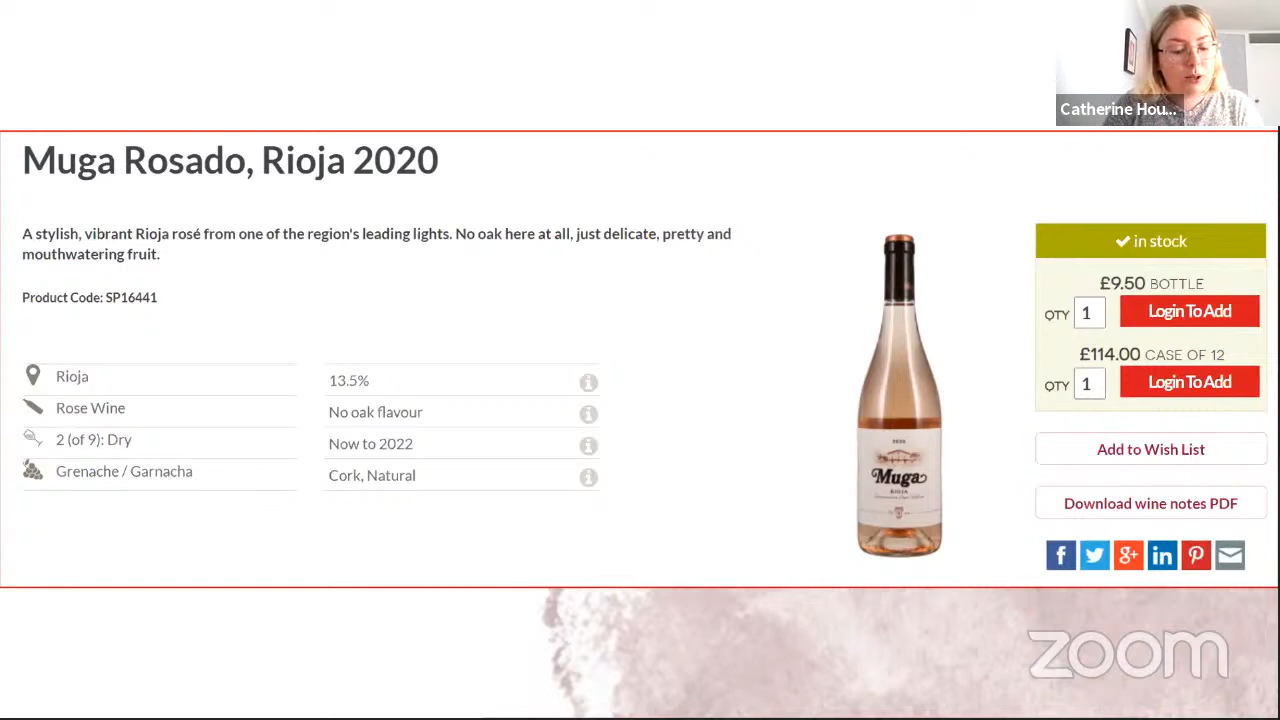 Catherine Hou...
Muga Rosado, Rioja 2020
A stylish, vibrant Rioja rosé from one of the region's leading lights. No oak here at all, just delicate, pretty and
mouthwatering fruit.
Product Code: SP16441
Rioja
Rose Wine
2 (of 9): Dry
Grenache / Garnacha
13.5%
No oak flavour
Now to 2022
Cork, Natural
2020
Muga
RIOJA
in stock
£9.50 BOTTLE
QTY 1 Login To Add
£114.00 CASE OF 12
QTY 1 Login To Add
Add to Wish List
Download wine notes PDF
zoom